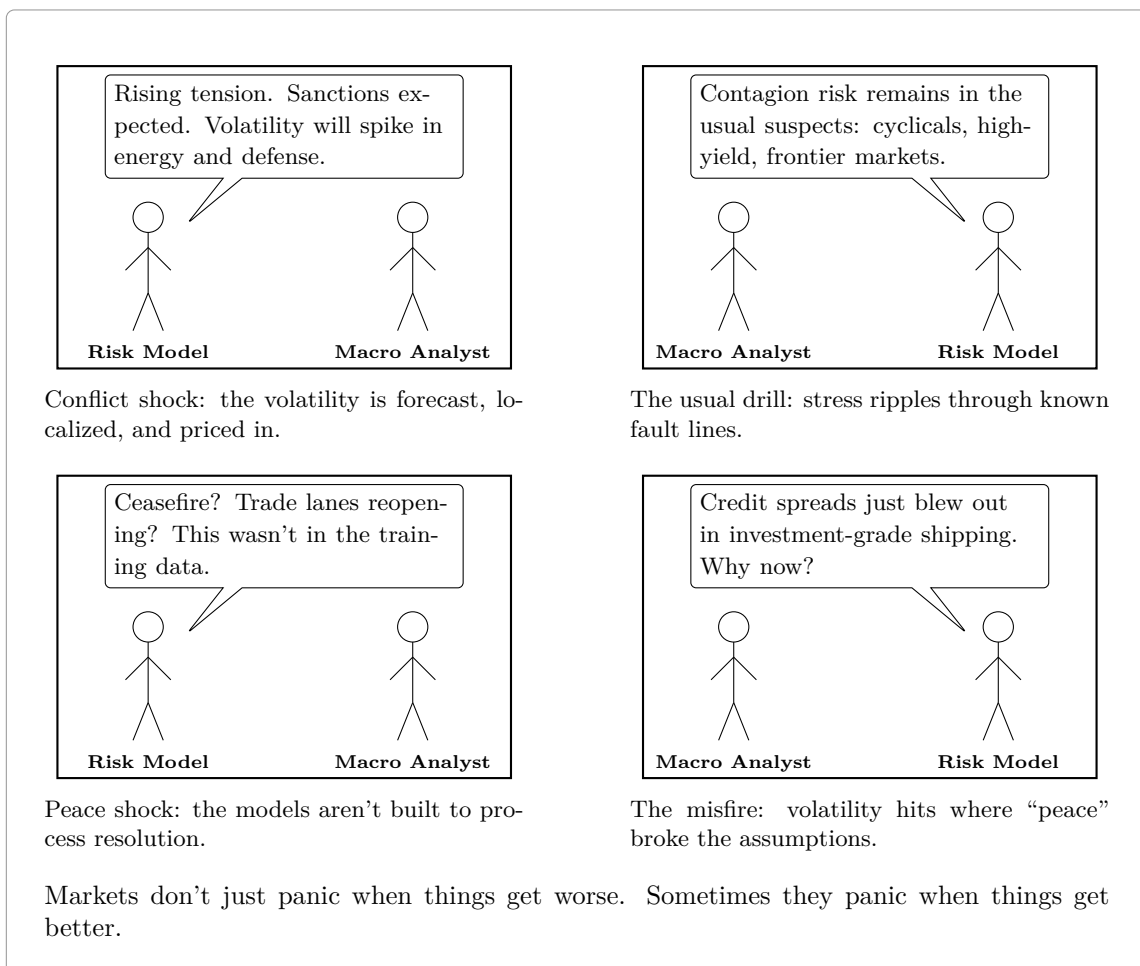 Rising tension. Sanctions ex-
pected. Volatility will spike in
energy and defense.
Risk Model
Macro Analyst
Conflict shock: the volatility is forecast, lo-
calized, and priced in.
Contagion risk remains in the
usual suspects: cyclicals, high-
yield, frontier markets.
Macro Analyst
Risk Model
The usual drill: stress ripples through known
fault lines.
Ceasefire? Trade lanes reopen-
ing? This wasn't in the train-
ing data.
Risk Model
Macro Analyst
Peace shock: the models aren't built to pro-
cess resolution.
Credit spreads just blew out
in investment-grade shipping.
Why now?
Macro Analyst
Risk Model
The misfire: volatility hits where “peace”
broke the assumptions.
Markets don't just panic when things get worse. Sometimes they panic when things get
better.